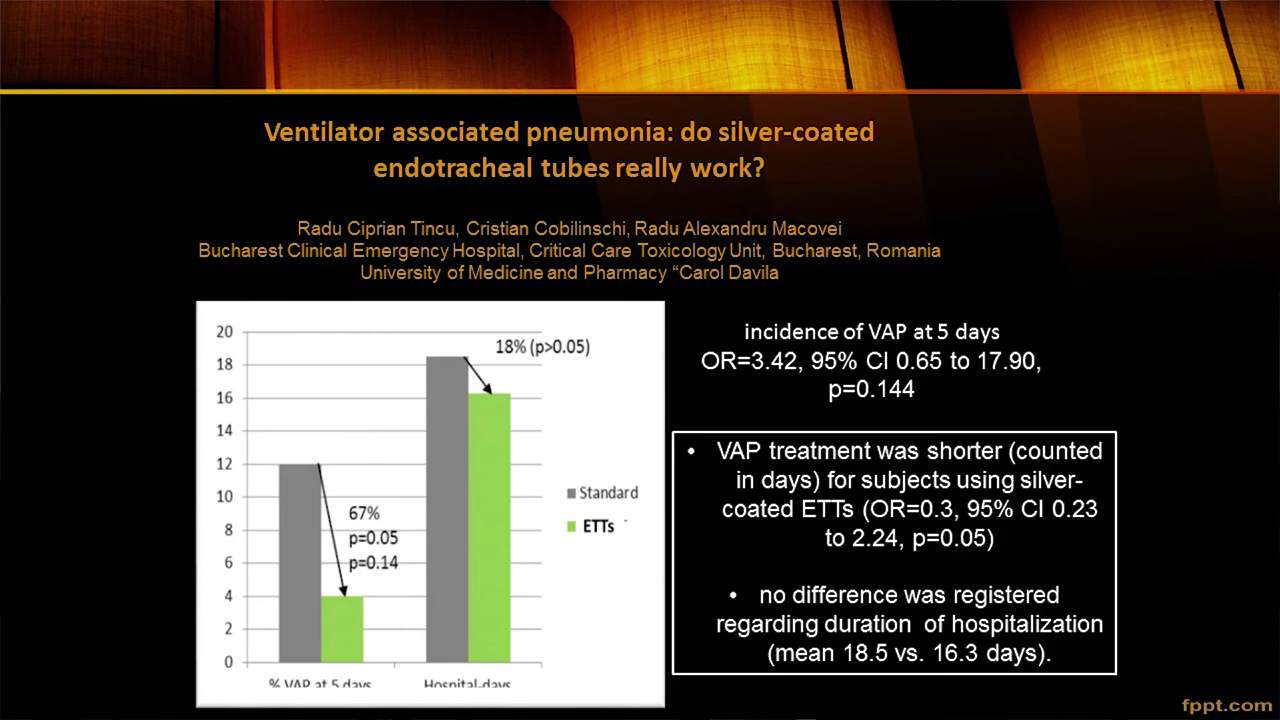 Ventilator associated pneumonia: do silver-coated
endotracheal tubes really work?
Radu Ciprian Tincu, Cristian Cobilinschi, Radu Alexandru Macovei
Bucharest Clinical Emergency Hospital, Critical Care Toxicology Unit, Bucharest, Romania
University of Medicine and Pharmacy “Carol Davila
20
18
16
14
12
10
8
6
4
2
0
18% (p>0.05)
67%
p=0.05
p=0.14
Standard
ETTs
% VAP at 5 days
Hospital-days
incidence of VAP at 5 days
OR=3.42, 95% CI 0.65 to 17.90,
p=0.144
• VAP treatment was shorter (counted
in days) for subjects using silver-
coated ETTs (OR=0.3, 95% CI 0.23
to 2.24, p=0.05)
• no difference was registered
regarding duration of hospitalization
(mean 18.5 vs. 16.3 days).
fppt.com